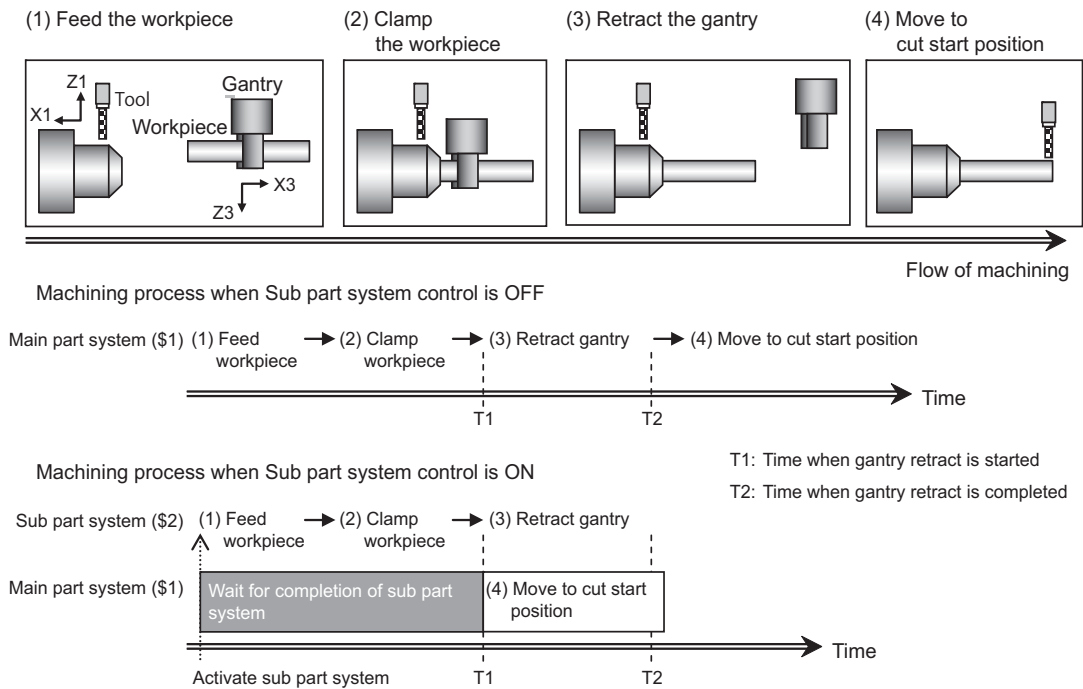 (1) Feed the workpiece
(2) Clamp
the workpiece
(3) Retract the gantry
(4) Move to
cut start position
Z1
X1
Tool
Gantry
Workpiece
X3
Z3
Flow of machining
Machining process when Sub part system control is OFF
Main part system ($1)
(1) Feed
workpiece
(2) Clamp
workpiece
(3) Retract gantry
(4) Move to cut start position
Time
T1
T2
Machining process when Sub part system control is ON
T1: Time when gantry retract is started
T2: Time when gantry retract is completed
Sub part system ($2)
(1) Feed
workpiece
(2) Clamp
workpiece
(3) Retract gantry
Main part system ($1)
Wait for completion of sub part
system
(4) Move to cut start
position
Time
Activate sub part system
T1
T2